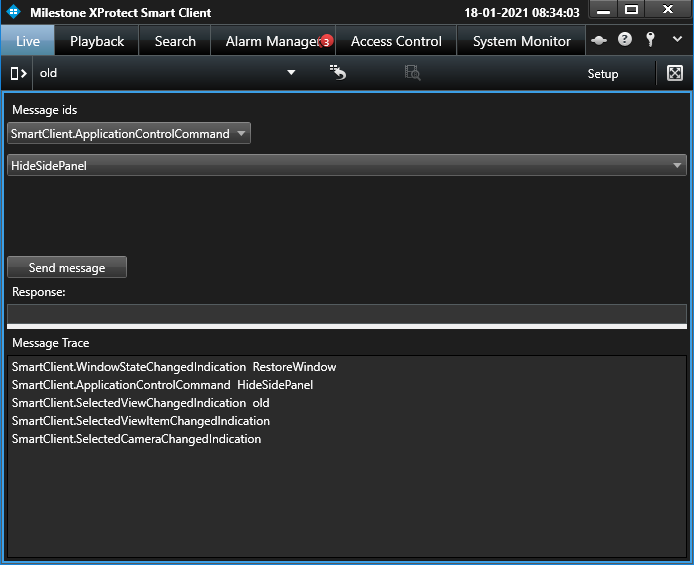 Milestone XProtect Smart Client 18-01-2021 08:34:03
Live Playback Search Alarm Manager 3 Access Control System Monitor
old Setup
Message ids
SmartClient.ApplicationControlCommand
HideSidePanel
Send message
Response:
Message Trace
SmartClient.WindowStateChangedIndication RestoreWindow
SmartClient.ApplicationControlCommand HideSidePanel
SmartClient.SelectedViewChangedIndication old
SmartClient.SelectedViewItemChangedIndication
SmartClient.SelectedCameraChangedIndication